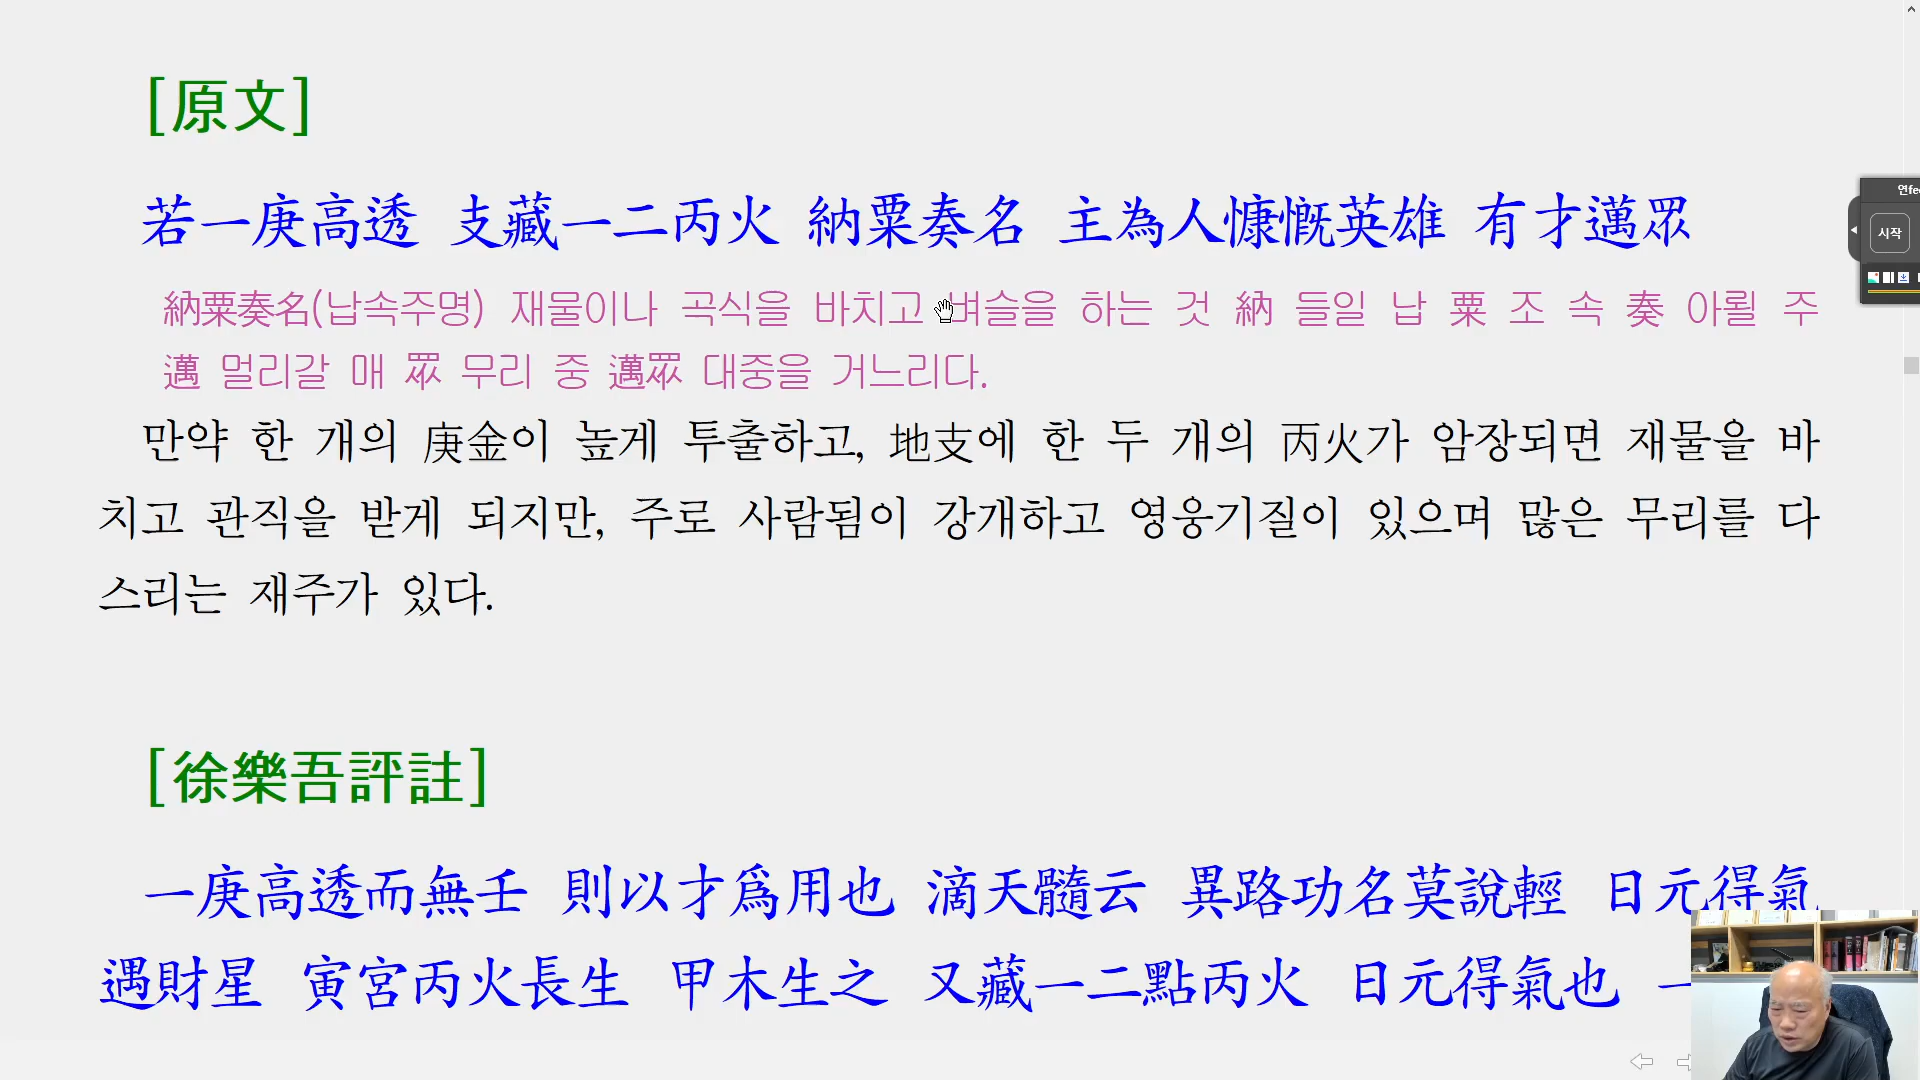 [原文]
若一庚高透 支藏一二丙火 納粟奏名 主為人慷慨英雄 有才邁眾
納粟奏名(납속주명) 재물이나 곡식을 바치고 벼슬을 하는 것 納 들일 납 粟 조 속 奏 아뢸 주
邁 멀리갈 매 眾 무리 중 邁眾 대중을 거느리다.
만약 한 개의 庚金이 높게 투출하고, 地支에 한 두 개의 丙火가 암장되면 재물을 바
치고 관직을 받게 되지만, 주로 사람됨이 강개하고 영웅기질이 있으며 많은 무리를 다
스리는 재주가 있다.
[徐樂吾評註]
一庚高透而無壬 則以才爲用也 滴天髓云 異路功名莫說輕 日元得氣
遇財星 寅宮丙火長生 甲木生之 又藏一二點丙火 日元得氣也 一
시작